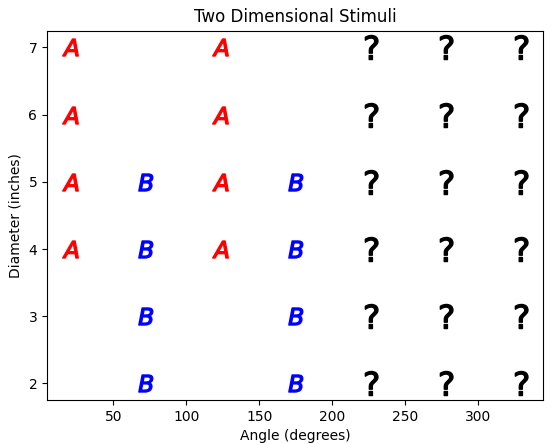 Two Dimensional Stimuli
7 A A ? ? ?
6 A A ? ? ?
5 A B A B ? ? ?
4 A B A B ? ? ?
3 B B ? ? ?
2 B B ? ? ?
50 100 150 200 250 300
Angle (degrees)
Diameter (inches)